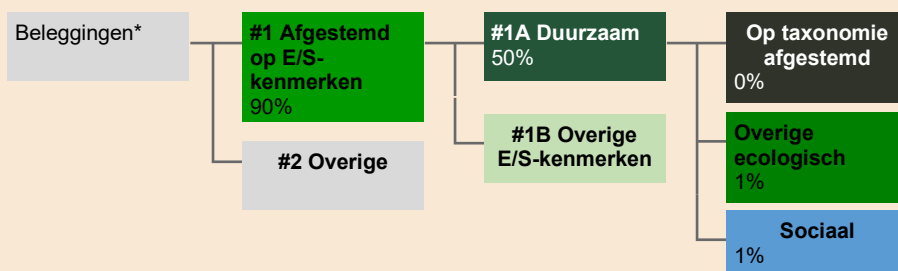 Beleggingen*
#1 Afgestemd
op E/S-
kenmerken
90%
#2 Overige
#1A Duurzaam
50%
#1B Overige
E/S-kenmerken
Op taxonomie
afgestemd
0%
Overige
ecologisch
1%
Sociaal
1%